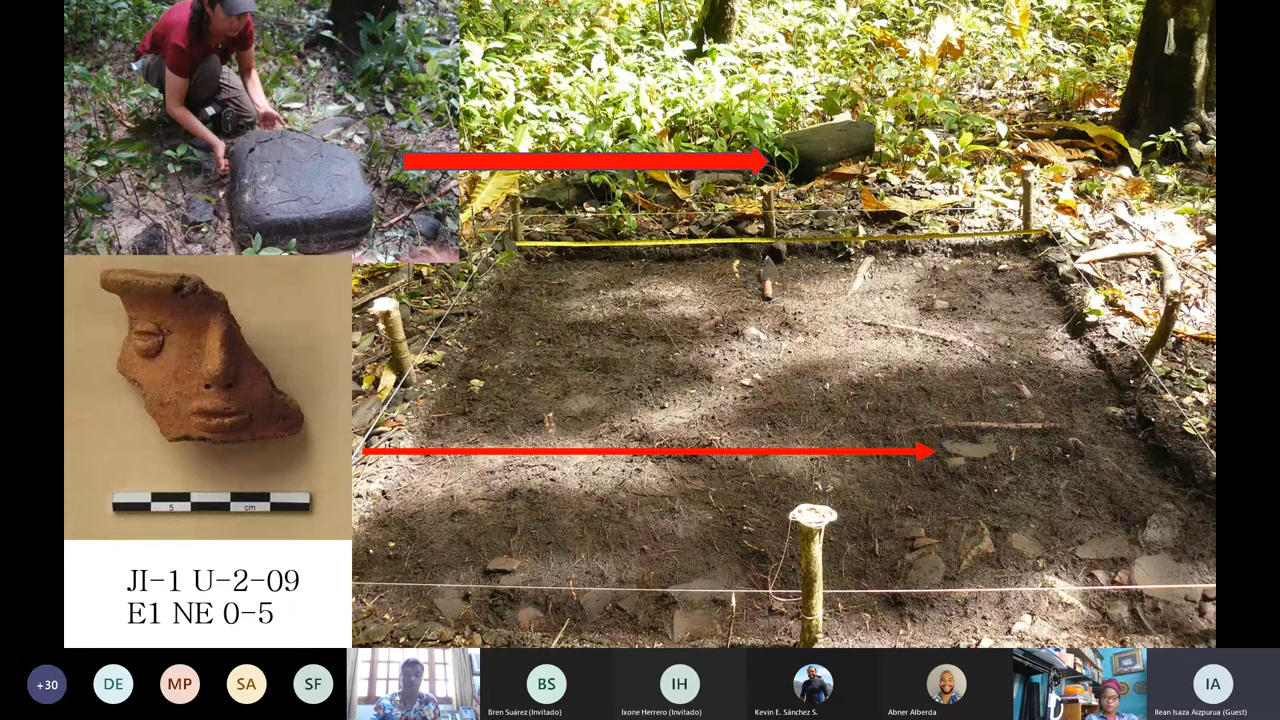 5 cm
JI-1 U-2-09
E1 NE 0-5
+30
DE
MP
SA
SF
BS
Bren Suárez (Invitado)
IH
Ixone Herrero (Invitado)
Kevin E. Sánchez S.
Abner Alberda
IA
Ilean Isaza Aizpurua (Guest)